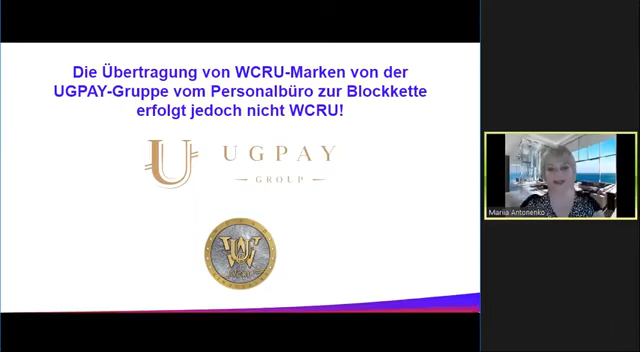 Die Übertragung von WCRU-Marken von der
UGPAY-Gruppe vom Personalbüro zur Blockkette
erfolgt jedoch nicht WCRU!
UGPAY
GROUP
WCRU
Mariia Antonenko